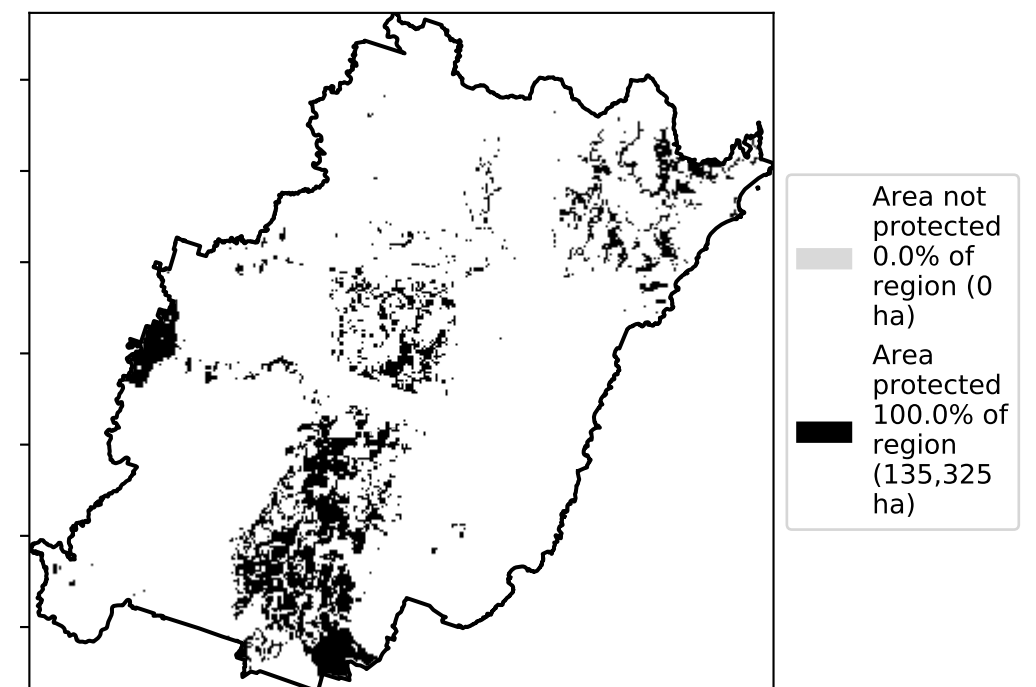 Area not
protected
0.0% of
region (0
ha)
Area
protected
100.0% of
region
(135,325
ha)